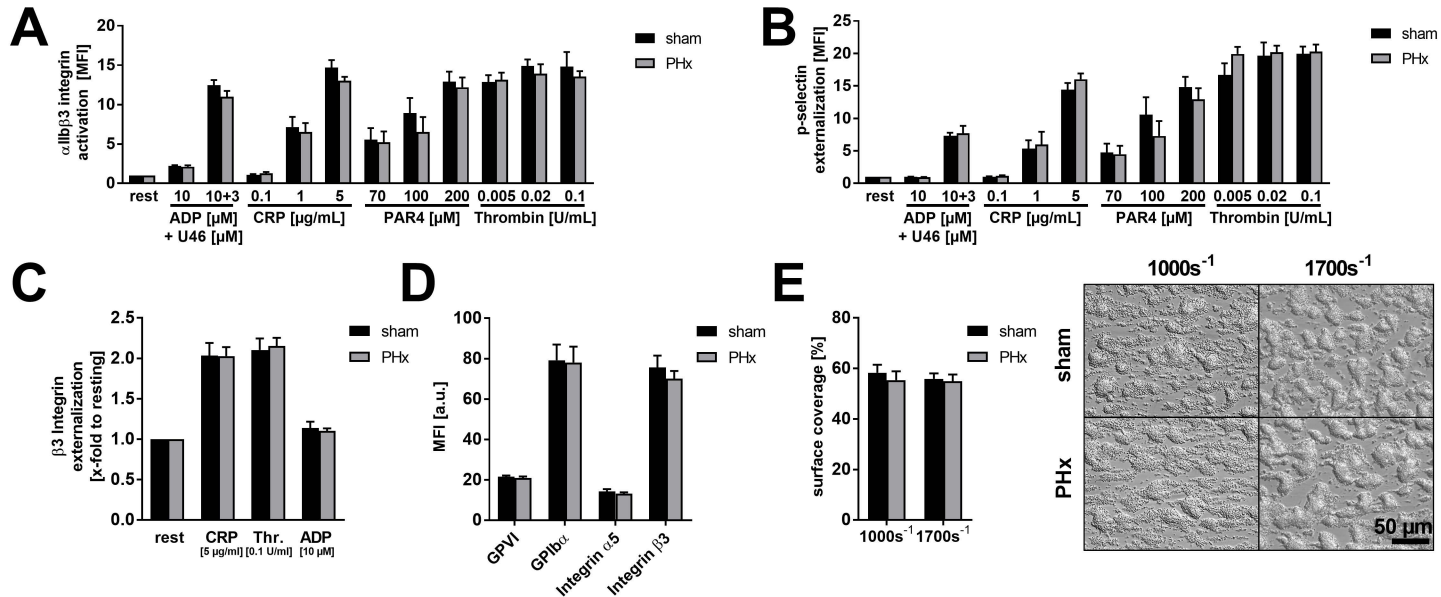 A
αIIbβ3 integrin
activation [MFI]
20
15
10
5
0
sham
PHx
rest
10
10+3
0.1
1
5
70
100
200
0.005
0.02
0.1
ADP [µM]
+ U46 [µM]
CRP [µg/mL]
PAR4 [µM]
Thrombin [U/mL]
B
p-selectin
externalization [MFI]
25
20
15
10
5
0
sham
PHx
rest
10
10+3
0.1
1
5
70
100
200
0.005
0.02
0.1
ADP [µM]
+ U46 [µM]
CRP [µg/mL]
PAR4 [µM]
Thrombin [U/mL]
C
β3 Integrin
externalization
[x-fold to resting]
2.5
2.0
1.5
1.0
0.5
0.0
sham
PHx
rest
CRP
[5 µg/ml]
Thr.
[0.1 U/ml]
ADP
[10 µM]
D
MFI [a.u.]
100
80
60
40
20
0
sham
PHx
GPVI
GPIbα
Integrin α5
Integrin β3
E
surface coverage [%]
80
60
40
20
0
sham
PHx
1000s⁻¹
1700s⁻¹
1000s⁻¹
1700s⁻¹
sham
PHx
50 µm